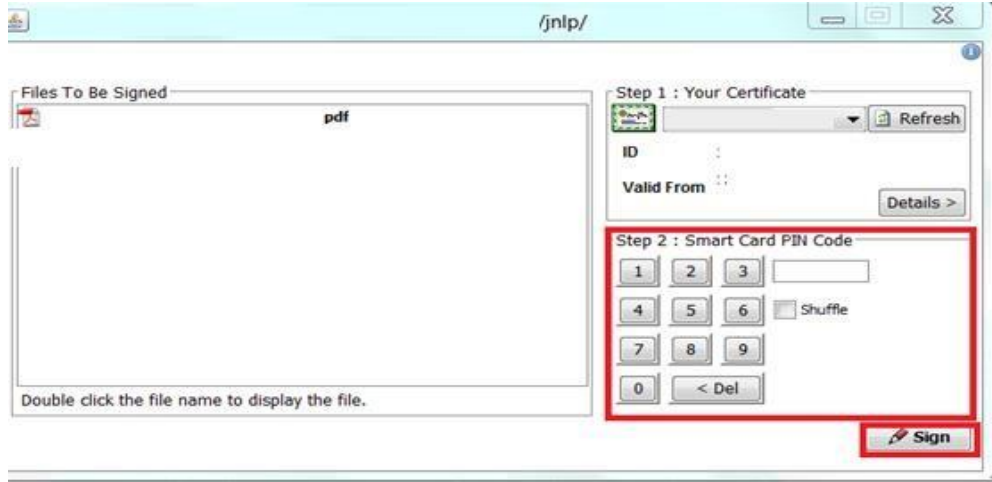 /jnlp/
Files To Be Signed
pdf
Double click the file name to display the file.
Step 1 : Your Certificate
Refresh
ID :
Valid From : :
Details >
Step 2 : Smart Card PIN Code
1 2 3
4 5 6 Shuffle
7 8 9
0 < Del
Sign